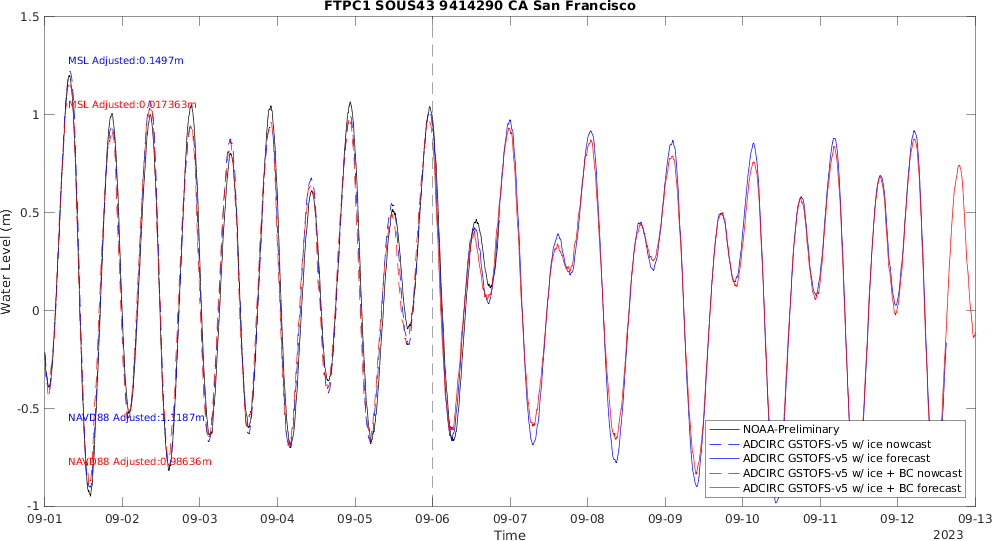 FTPC1 SOUS43 9414290 CA San Francisco
1.5
1
0.5
0
-0.5
-1
Water Level (m)
MSL Adjusted:0.1497m
MSL Adjusted:0.017363m
NAVD88 Adjusted:1.1187m
NAVD88 Adjusted:0.98636m
NOAA-Preliminary
ADCIRC GSTOFS-v5 w/ ice nowcast
ADCIRC GSTOFS-v5 w/ ice forecast
ADCIRC GSTOFS-v5 w/ ice + BC nowcast
ADCIRC GSTOFS-v5 w/ ice + BC forecast
09-01 09-02 09-03 09-04 09-05 09-06 09-07 09-08 09-09 09-10 09-11 09-12 09-13
Time
2023